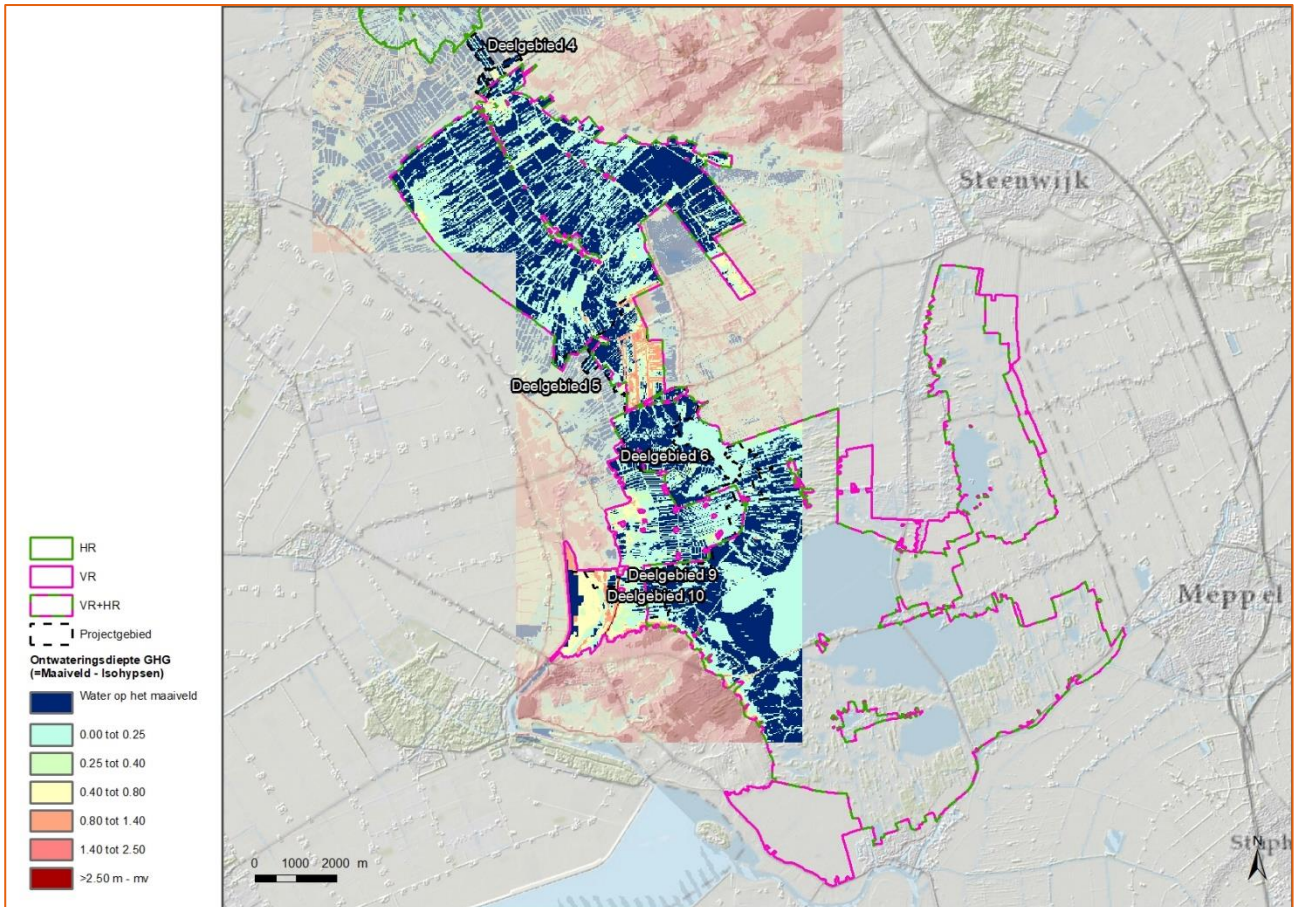 Deelgebied 4
Steenwijk
Deelgebied 5
Deelgebied 6
Deelgebied 9
Deelgebied 10
Meppel
N
HR
VR
VR+HR
Projectgebied
Ontwateringsdiepte GHG
(=Maaiveld - Isohypsen)
Water op het maaiveld
0.00 tot 0.25
0.25 tot 0.40
0.40 tot 0.80
0.80 tot 1.40
1.40 tot 2.50
>2.50 m - mv
0 1000 2000 m